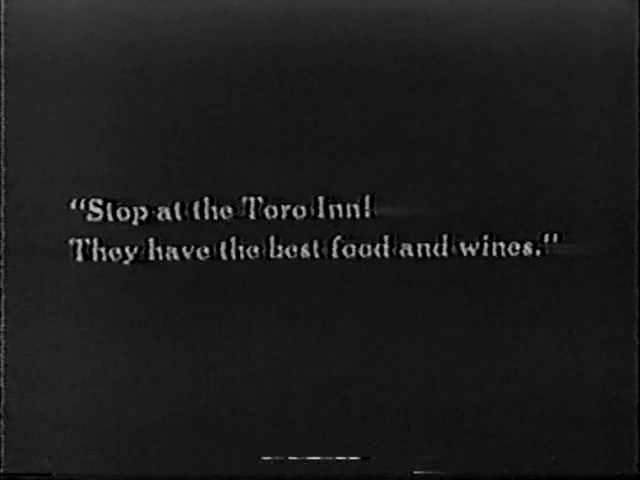 "Stop at the Toro Inn!
They have the best food and wines."